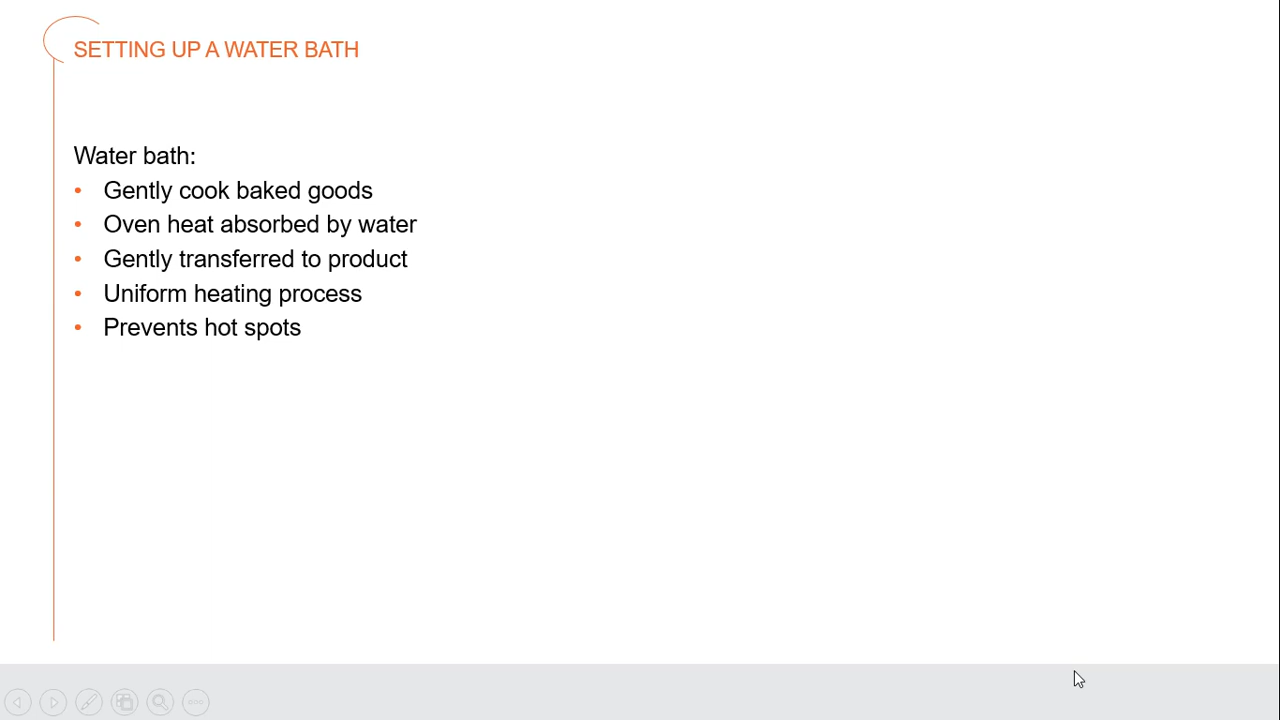 SETTING UP A WATER BATH
Water bath:
• Gently cook baked goods
• Oven heat absorbed by water
• Gently transferred to product
• Uniform heating process
• Prevents hot spots